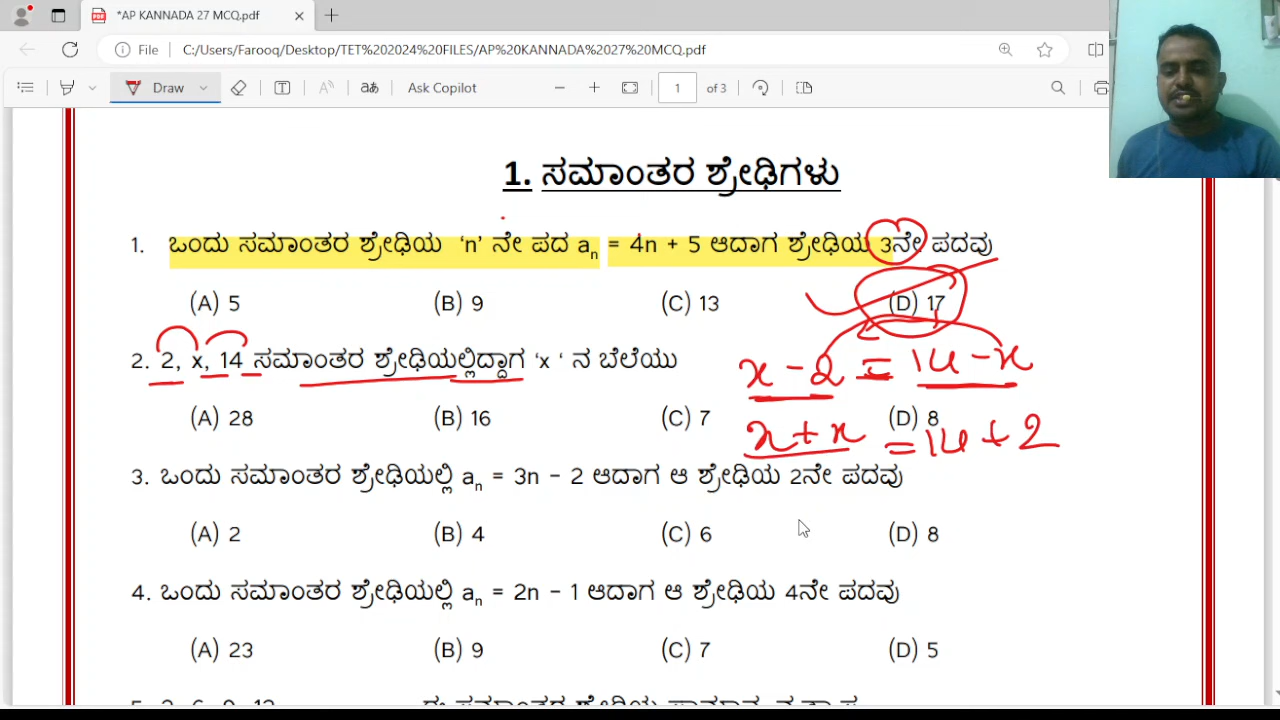 *AP KANNADA 27 MCQ.pdf
File C:/Users/Farooq/Desktop/TET%202024%20FILES/AP%20KANNADA%2027%20MCQ.pdf
Draw Ask Copilot 1 of 3
1. ಸಮಾಂತರ ಶ್ರೇಢಿಗಳು
1. ಒಂದು ಸಮಾಂತರ ಶ್ರೇಢಿಯ ‘n’ ನೇ ಪದ an = 4n + 5 ಆದಾಗ ಶ್ರೇಢಿಯ 3ನೇ ಪದವು
(A) 5 (B) 9 (C) 13 (D) 17
2. 2, x, 14 ಸಮಾಂತರ ಶ್ರೇಢಿಯಲ್ಲಿದ್ದಾಗ ‘x ‘ ನ ಬೆಲೆಯು
x - 2 = 14 - x
(A) 28 (B) 16 (C) 7 (D) 8
x + x = 14 + 2
3. ಒಂದು ಸಮಾಂತರ ಶ್ರೇಢಿಯಲ್ಲಿ an = 3n – 2 ಆದಾಗ ಆ ಶ್ರೇಢಿಯ 2ನೇ ಪದವು
(A) 2 (B) 4 (C) 6 (D) 8
4. ಒಂದು ಸಮಾಂತರ ಶ್ರೇಢಿಯಲ್ಲಿ an = 2n – 1 ಆದಾಗ ಆ ಶ್ರೇಢಿಯ 4ನೇ ಪದವು
(A) 23 (B) 9 (C) 7 (D) 5